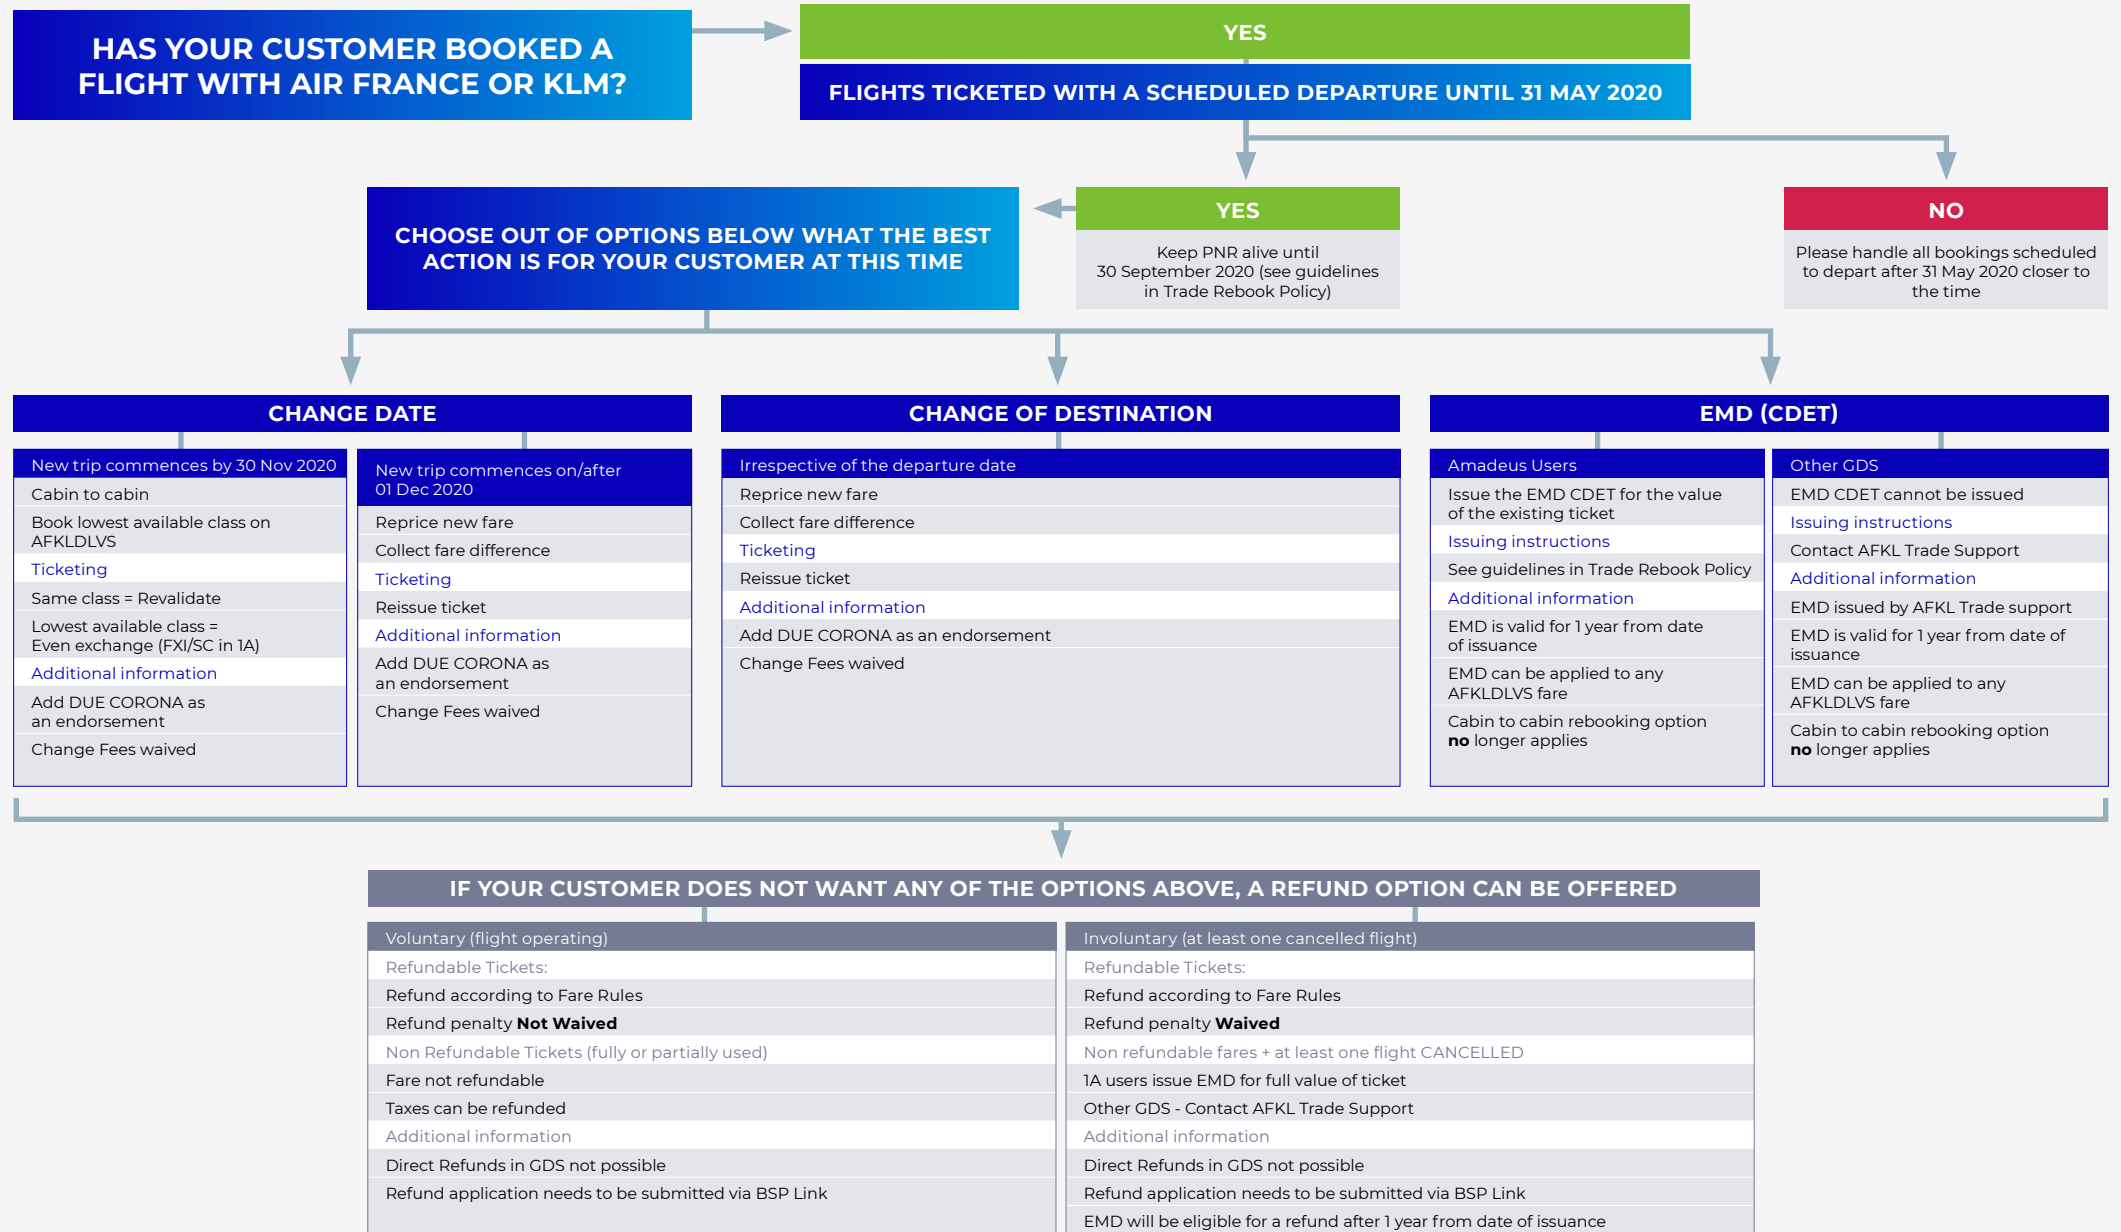 HAS YOUR CUSTOMER BOOKED A
FLIGHT WITH AIR FRANCE OR KLM?
YES
FLIGHTS TICKETED WITH A SCHEDULED DEPARTURE UNTIL 31 MAY 2020
CHOOSE OUT OF OPTIONS BELOW WHAT THE BEST
ACTION IS FOR YOUR CUSTOMER AT THIS TIME
YES
Keep PNR alive until
30 September 2020 (see guidelines
in Trade Rebook Policy)
NO
Please handle all bookings scheduled
to depart after 31 May 2020 closer to
the time
CHANGE DATE
New trip commences by 30 Nov 2020
Cabin to cabin
Book lowest available class on
AFKLDLVS
Ticketing
Same class = Revalidate
Lowest available class =
Even exchange (FXI/SC in 1A)
Additional information
Add DUE CORONA as
an endorsement
Change Fees waived
New trip commences on/after
01 Dec 2020
Reprice new fare
Collect fare difference
Ticketing
Reissue ticket
Additional information
Add DUE CORONA as
an endorsement
Change Fees waived
CHANGE OF DESTINATION
Irrespective of the departure date
Reprice new fare
Collect fare difference
Ticketing
Reissue ticket
Additional information
Add DUE CORONA as an endorsement
Change Fees waived
EMD (CDET)
Amadeus Users
Issue the EMD CDET for the value
of the existing ticket
Issuing instructions
See guidelines in Trade Rebook Policy
Additional information
EMD is valid for 1 year from date
of issuance
EMD can be applied to any
AFKLDLVS fare
Cabin to cabin rebooking option
no longer applies
Other GDS
EMD CDET cannot be issued
Issuing instructions
Contact AFKL Trade Support
Additional information
EMD issued by AFKL Trade support
EMD is valid for 1 year from date of
issuance
EMD can be applied to any
AFKLDLVS fare
Cabin to cabin rebooking option
no longer applies
IF YOUR CUSTOMER DOES NOT WANT ANY OF THE OPTIONS ABOVE, A REFUND OPTION CAN BE OFFERED
Voluntary (flight operating)
Refundable Tickets:
Refund according to Fare Rules
Refund penalty Not Waived
Non Refundable Tickets (fully or partially used)
Fare not refundable
Taxes can be refunded
Additional information
Direct Refunds in GDS not possible
Refund application needs to be submitted via BSP Link
Involuntary (at least one cancelled flight)
Refundable Tickets:
Refund according to Fare Rules
Refund penalty Waived
Non refundable fares + at least one flight CANCELLED
1A users issue EMD for full value of ticket
Other GDS - Contact AFKL Trade Support
Additional information
Direct Refunds in GDS not possible
Refund application needs to be submitted via BSP Link
EMD will be eligible for a refund after 1 year from date of issuance